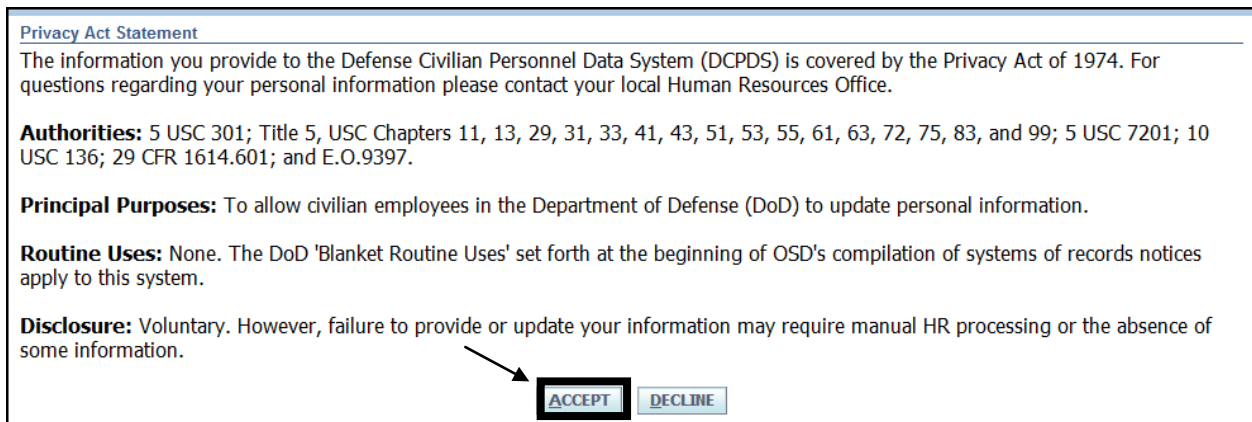 Privacy Act Statement
The information you provide to the Defense Civilian Personnel Data System (DCPDS) is covered by the Privacy Act of 1974. For
questions regarding your personal information please contact your local Human Resources Office.
Authorities: 5 USC 301; Title 5, USC Chapters 11, 13, 29, 31, 33, 41, 43, 51, 53, 55, 61, 63, 72, 75, 83, and 99; 5 USC 7201; 10
USC 136; 29 CFR 1614.601; and E.O.9397.
Principal Purposes: To allow civilian employees in the Department of Defense (DoD) to update personal information.
Routine Uses: None. The DoD 'Blanket Routine Uses' set forth at the beginning of OSD's compilation of systems of records notices
apply to this system.
Disclosure: Voluntary. However, failure to provide or update your information may require manual HR processing or the absence of
some information.
ACCEPT DECLINE